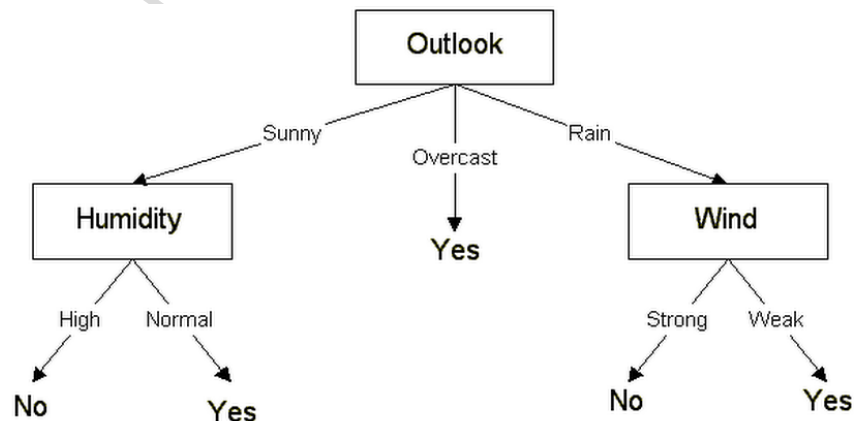 Outlook
Sunny
Overcast
Rain
Humidity
Yes
Wind
High
Normal
Strong
Weak
No
Yes
No
Yes